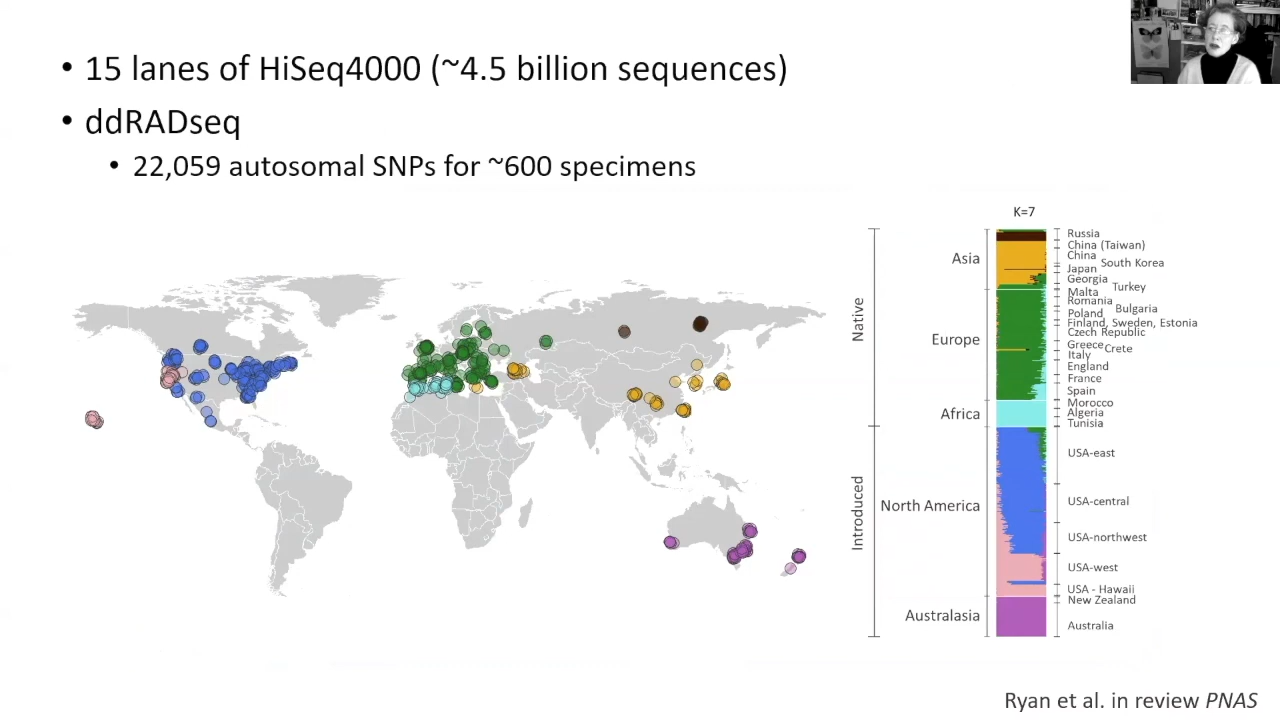 • 15 lanes of HiSeq4000 (~4.5 billion sequences)
• ddRADseq
• 22,059 autosomal SNPs for ~600 specimens
K=7
Native
Introduced
Asia
Europe
Africa
North America
Australasia
Russia
China (Taiwan)
China
South Korea
Japan
Georgia
Turkey
Malta
Romania
Bulgaria
Poland
Finland, Sweden, Estonia
Czech Republic
Greece
Crete
Italy
England
France
Spain
Morocco
Algeria
Tunisia
USA-east
USA-central
USA-northwest
USA-west
USA - Hawaii
New Zealand
Australia
Ryan et al. in review PNAS